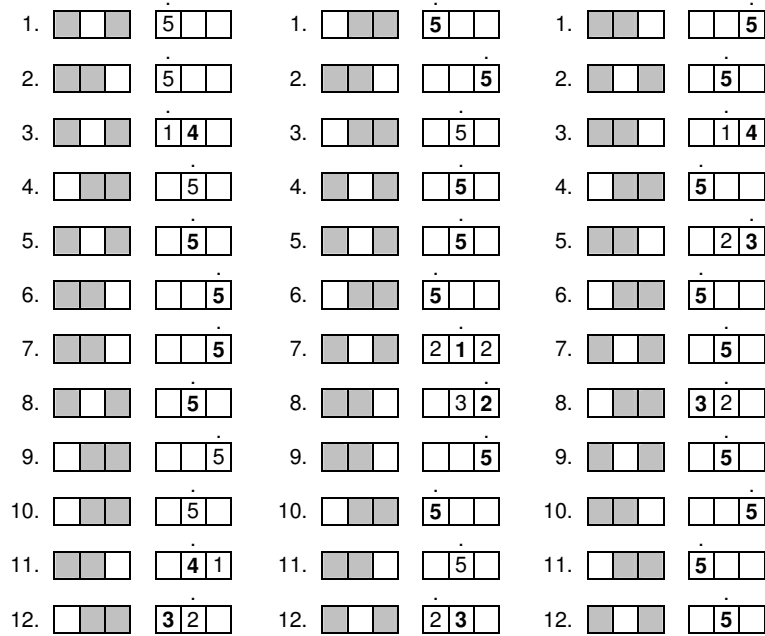 1. 5 1. 5 1. 5
2. 5 2. 5 2. 5
3. 1 4 3. 5 3. 1 4
4. 5 4. 5 4. 5
5. 5 5. 5 5. 2 3
6. 5 6. 5 6. 5
7. 5 7. 2 1 2 7. 5
8. 5 8. 3 2 8. 3 2
9. 5 9. 5 9. 5
10. 5 10. 5 10. 5
11. 4 1 11. 5 11. 5
12. 3 2 12. 2 3 12. 5